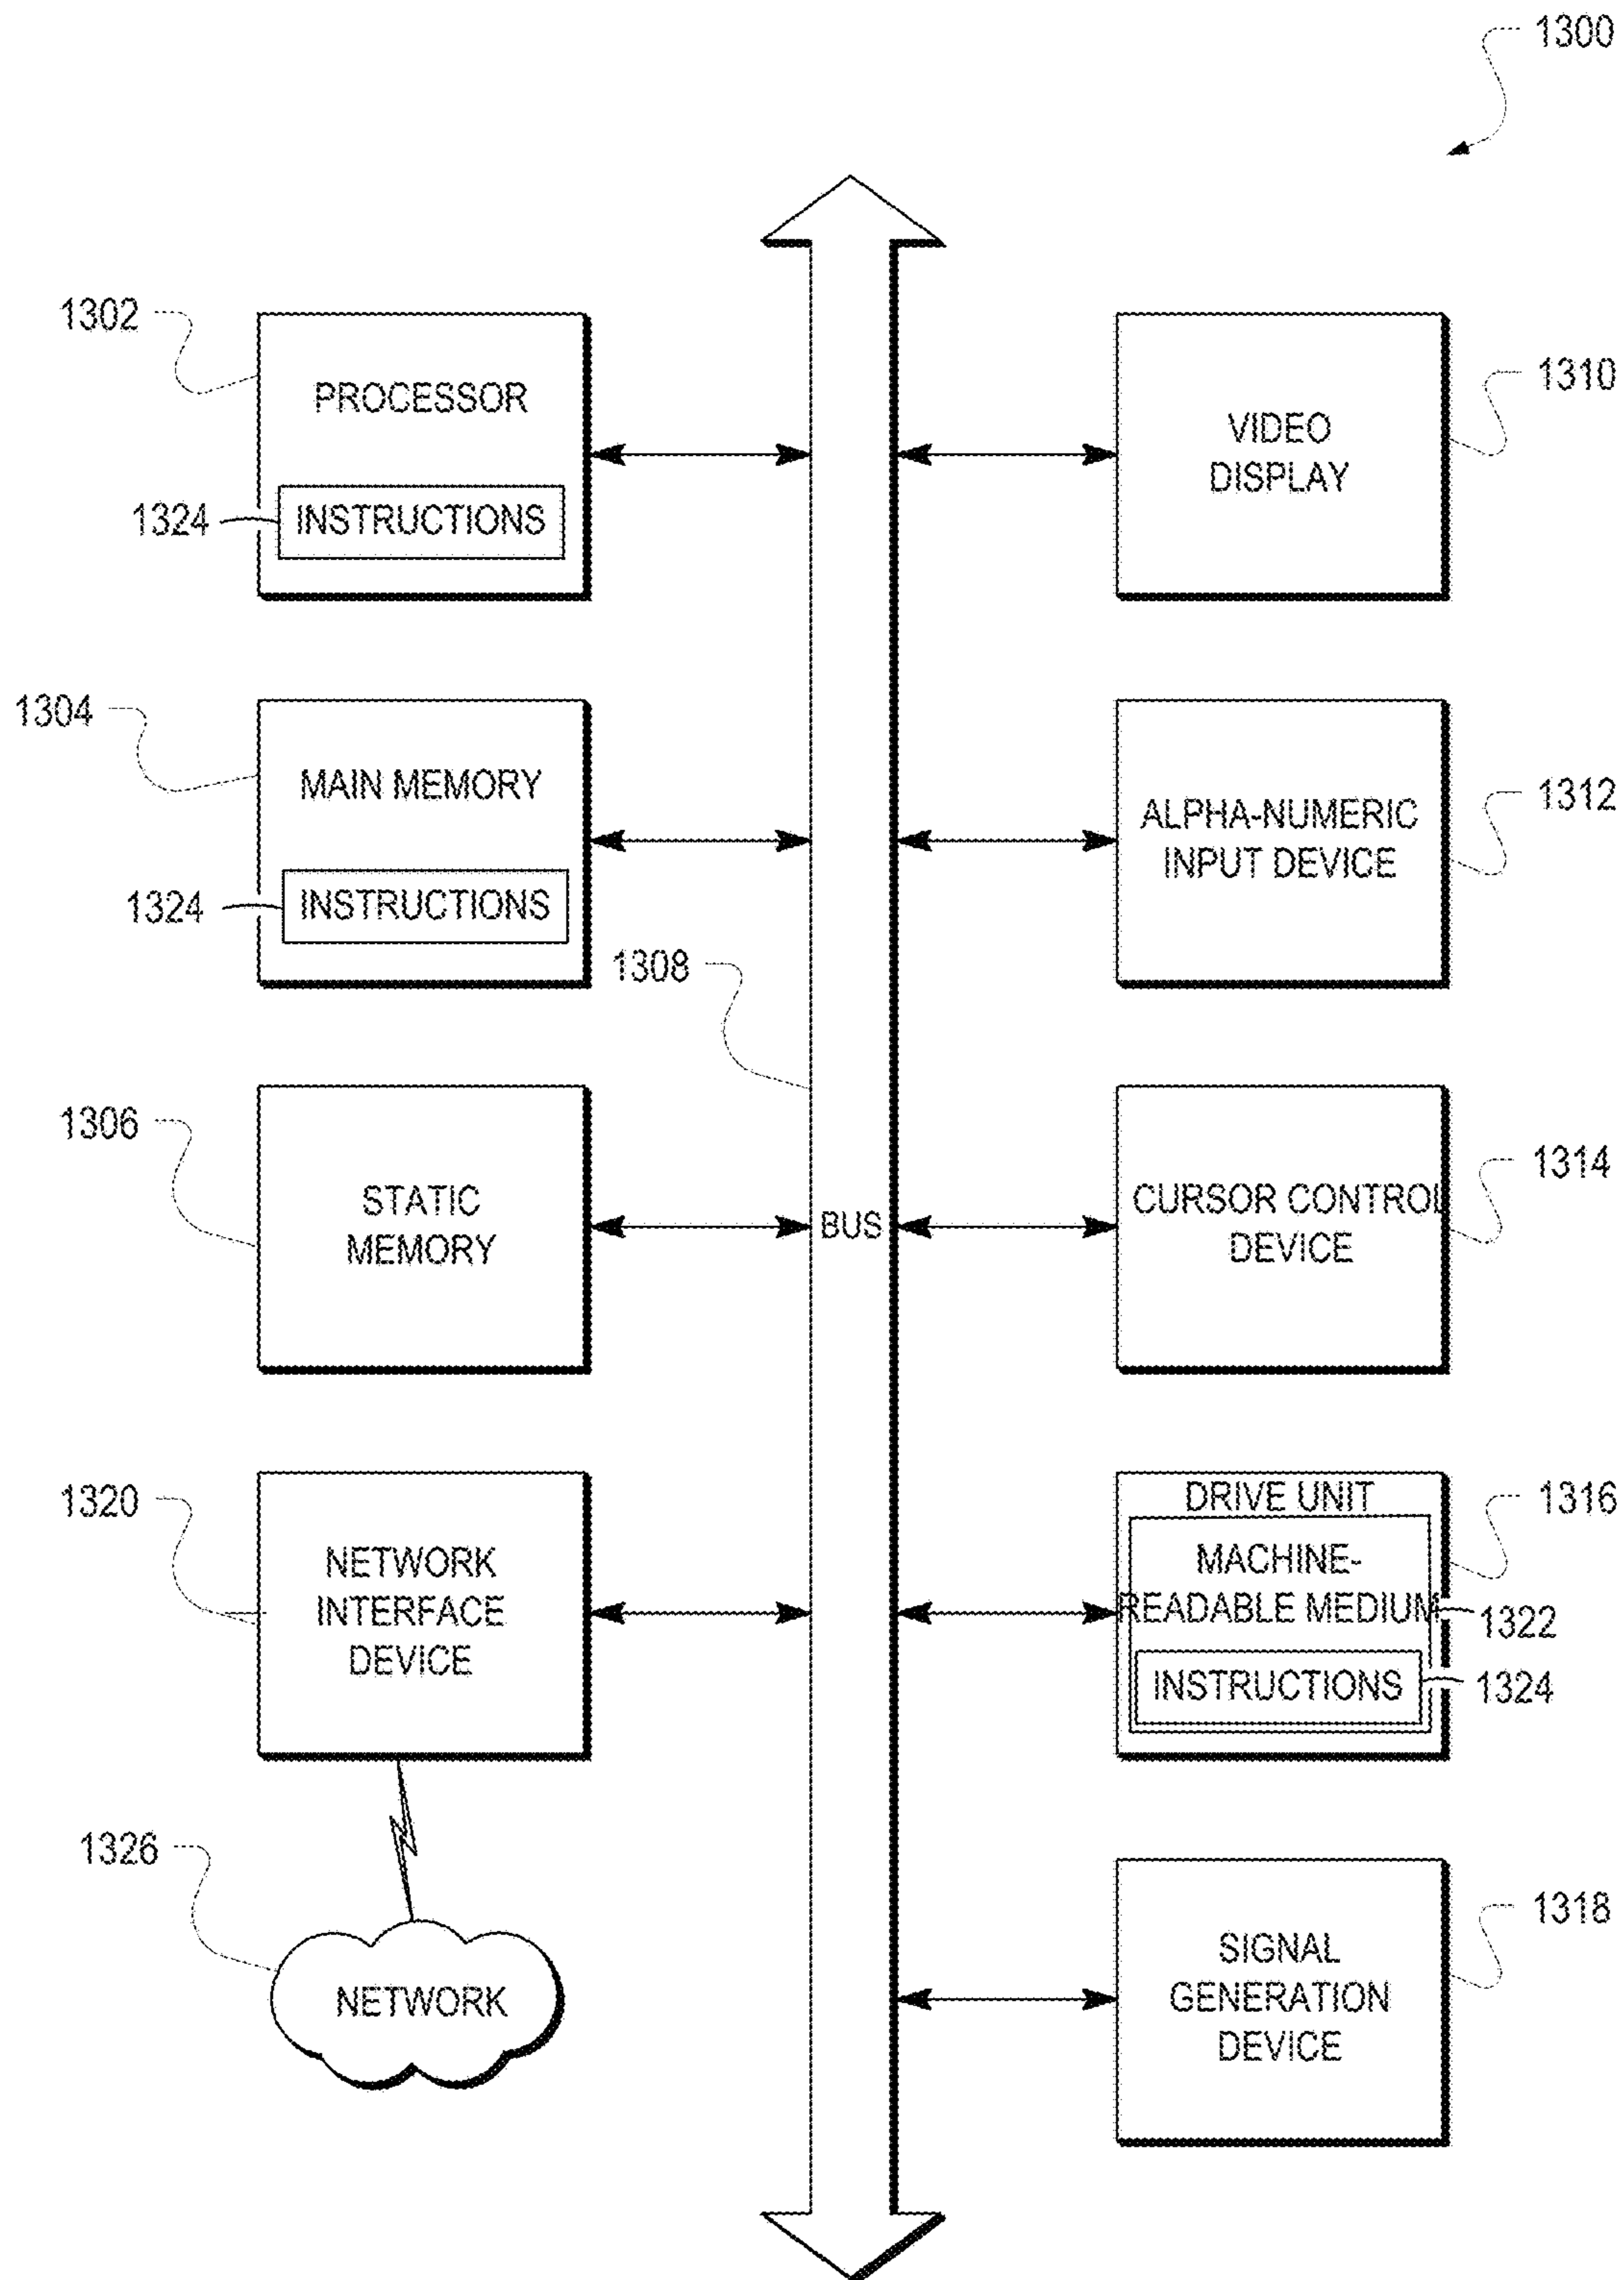 1300
1302
PROCESSOR
1324
INSTRUCTIONS
1310
VIDEO
DISPLAY
1304
MAIN MEMORY
1324
INSTRUCTIONS
1312
ALPHA-NUMERIC
INPUT DEVICE
1308
BUS
1306
STATIC
MEMORY
1314
CURSOR CONTROL
DEVICE
1320
NETWORK
INTERFACE
DEVICE
1316
DRIVE UNIT
MACHINE-
READABLE MEDIUM
1322
INSTRUCTIONS
1324
1326
NETWORK
1318
SIGNAL
GENERATION
DEVICE